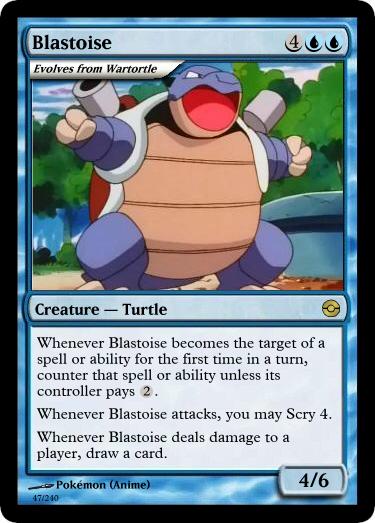 Blastoise 4
Evolves from Wartortle
Creature — Turtle
Whenever Blastoise becomes the target of a
spell or ability for the first time in a turn,
counter that spell or ability unless its
controller pays 2.
Whenever Blastoise attacks, you may Scry 4.
Whenever Blastoise deals damage to a
player, draw a card.
4/6
Pokémon (Anime)
47/240